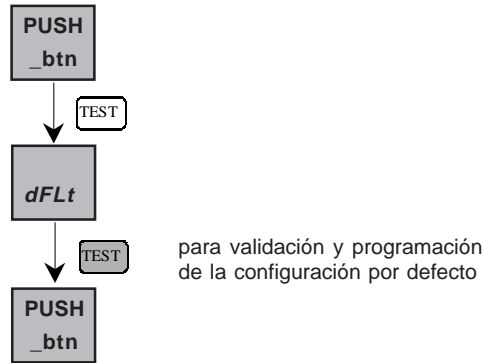 PUSH
_btn
TEST
dFLt
TEST
para validación y programación
de la configuración por defecto
PUSH
_btn